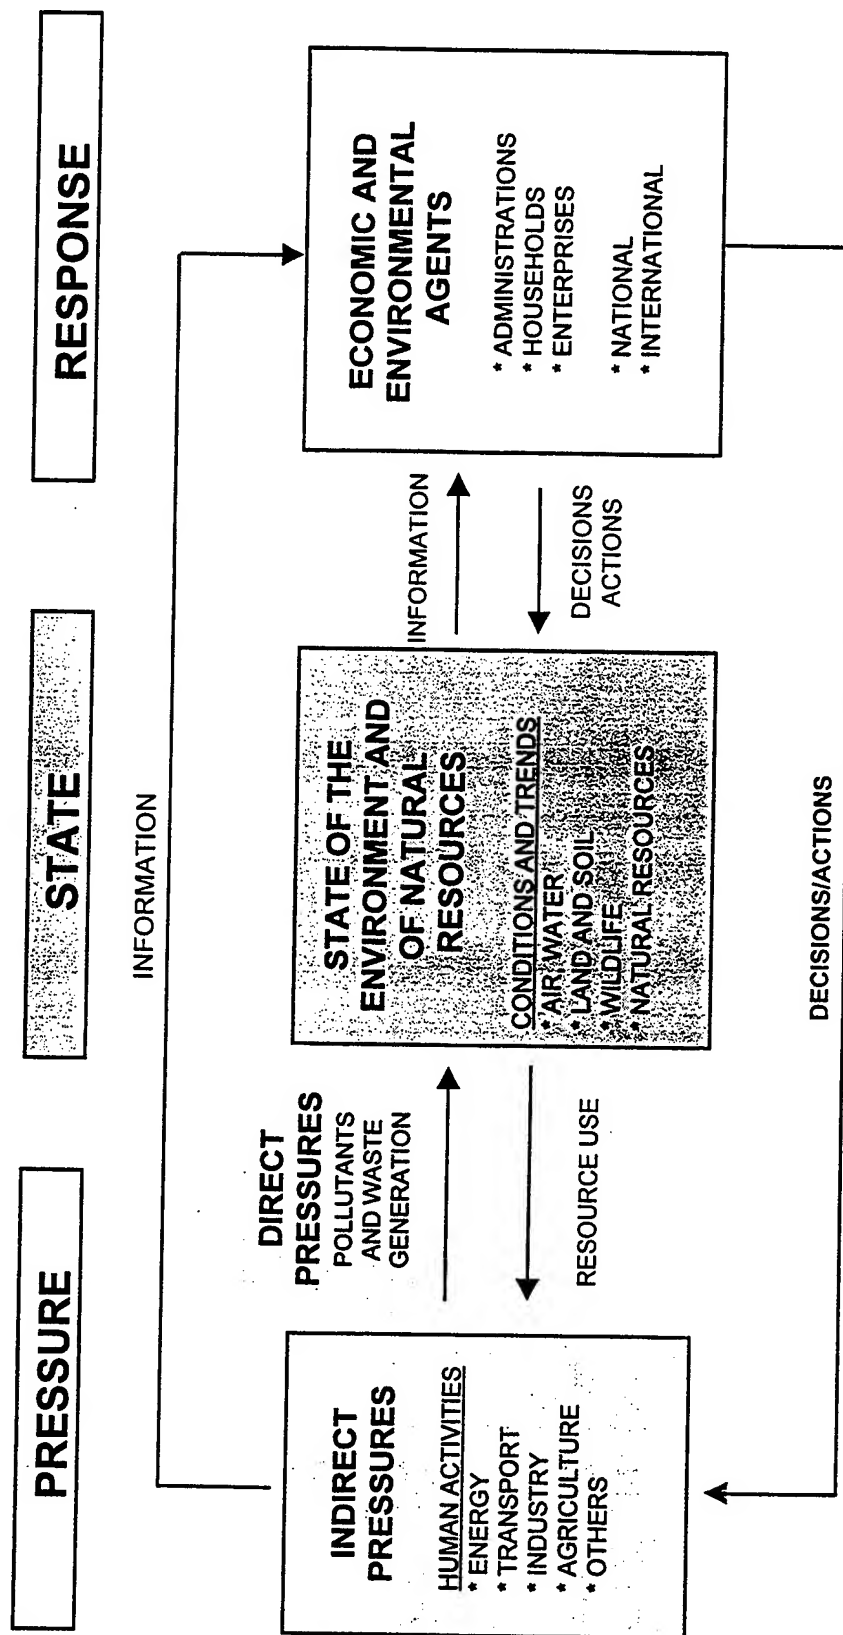 PRESSURE
STATE
RESPONSE
INFORMATION
INDIRECT
PRESSURES
HUMAN ACTIVITIES
* ENERGY
* TRANSPORT
* INDUSTRY
* AGRICULTURE
* OTHERS
DIRECT
PRESSURES
POLLUTANTS
AND WASTE
GENERATION
RESOURCE USE
STATE OF THE
ENVIRONMENT AND
OF NATURAL
RESOURCES
CONDITIONS AND TRENDS
* AIR, WATER
* LAND AND SOIL
* WILDLIFE
* NATURAL RESOURCES
INFORMATION
DECISIONS
ACTIONS
ECONOMIC AND
ENVIRONMENTAL
AGENTS
* ADMINISTRATIONS
* HOUSEHOLDS
* ENTERPRISES
* NATIONAL
* INTERNATIONAL
DECISIONS/ACTIONS